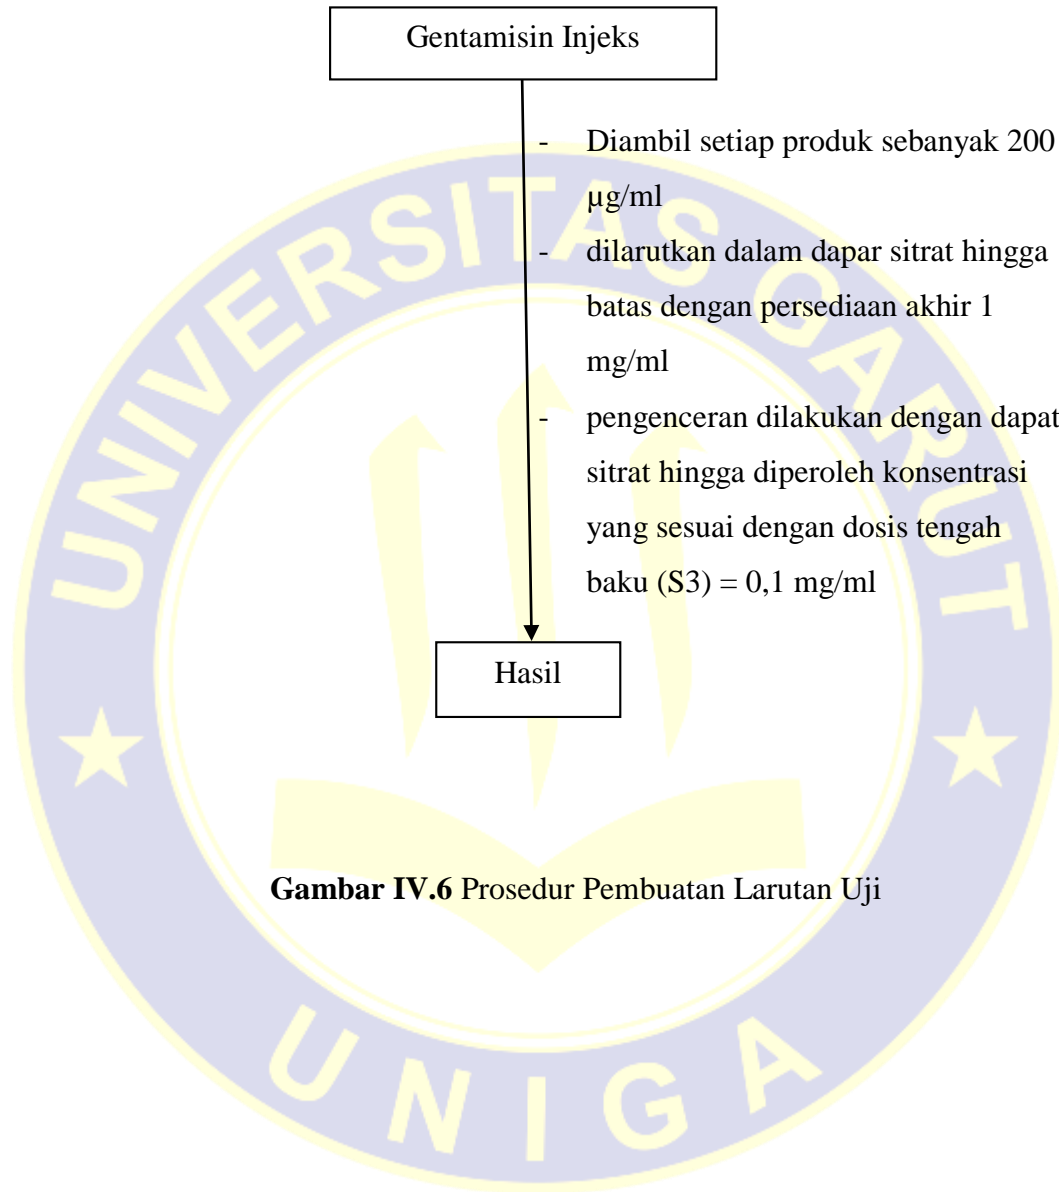 Gentamisin Injeks
- Diambil setiap produk sebanyak 200
µg/ml
- dilarutkan dalam dapar sitrat hingga
batas dengan persediaan akhir 1
mg/ml
- pengenceran dilakukan dengan dapat
sitrat hingga diperoleh konsentrasi
yang sesuai dengan dosis tengah
baku (S3) = 0,1 mg/ml
Hasil
Gambar IV.6 Prosedur Pembuatan Larutan Uji
UNIVERSITAS GARUT
UNIGA